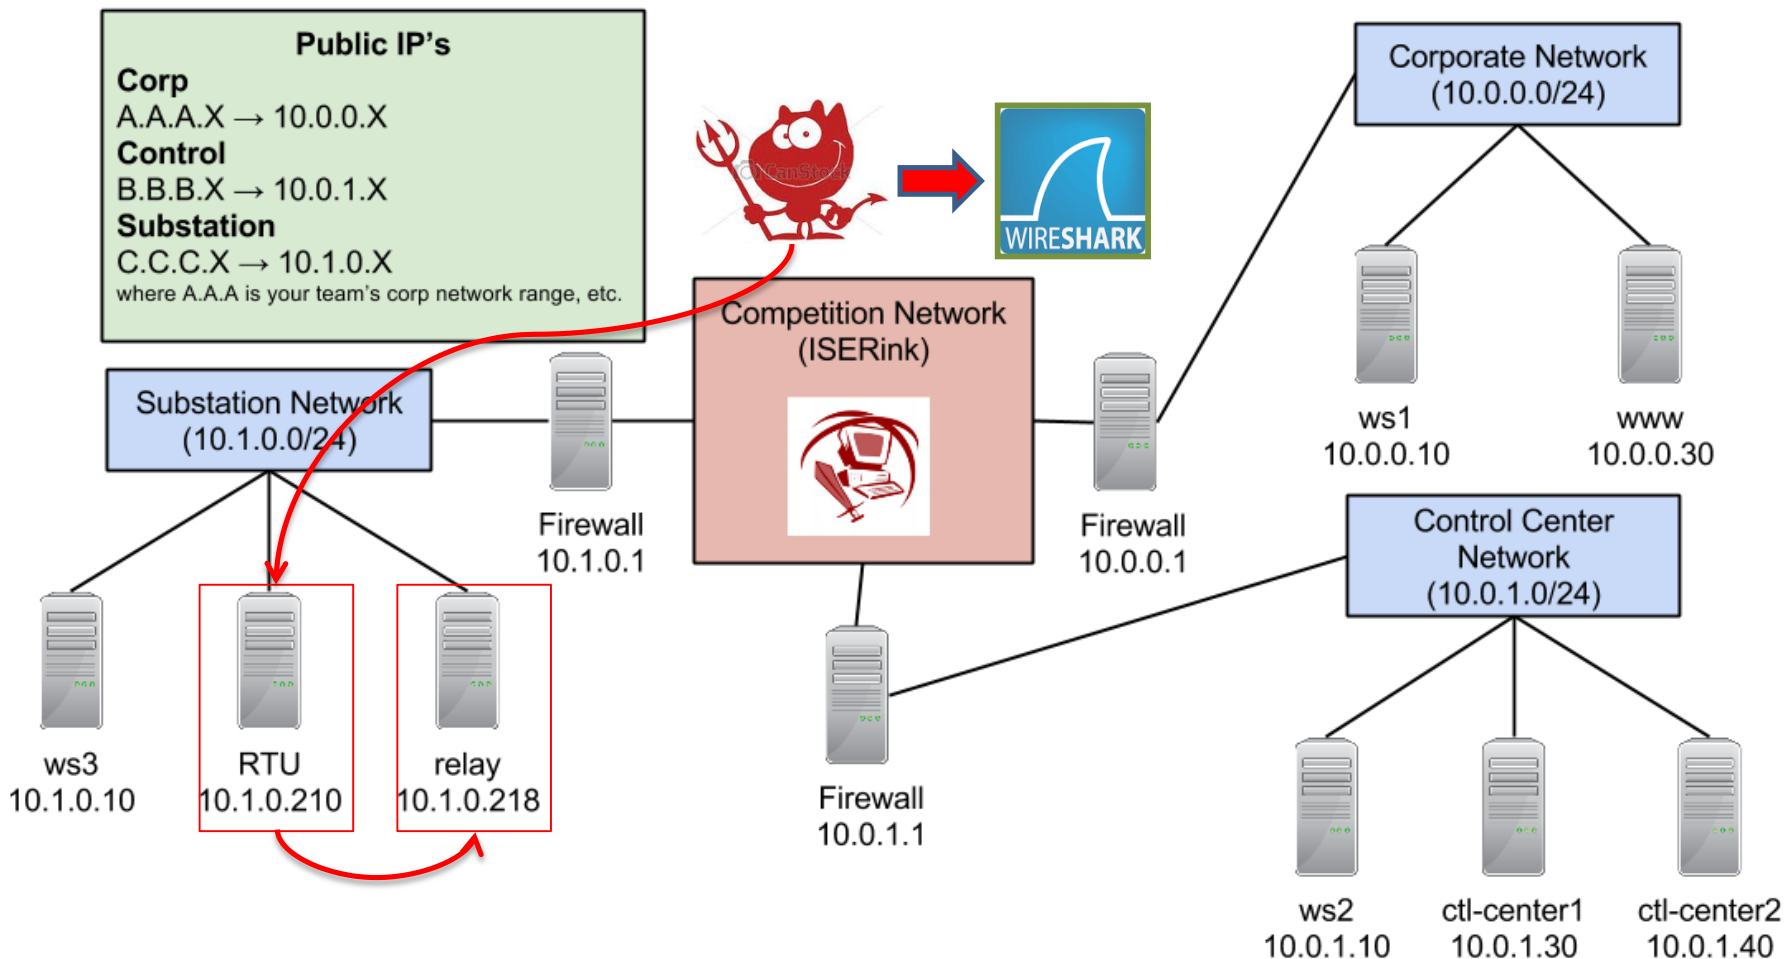 Public IP's
Corp
A.A.A.X → 10.0.0.X
Control
B.B.B.X → 10.0.1.X
Substation
C.C.C.X → 10.1.0.X
where A.A.A is your team's corp network range, etc.
CanStock
WIRESHARK
Corporate Network
(10.0.0.0/24)
Competition Network
(ISERink)
Substation Network
(10.1.0.0/24)
ws1
10.0.0.10
www
10.0.0.30
Firewall
10.1.0.1
Firewall
10.0.0.1
Control Center
Network
(10.0.1.0/24)
ws3
10.1.0.10
RTU
10.1.0.210
relay
10.1.0.218
Firewall
10.0.1.1
ws2
10.0.1.10
ctl-center1
10.0.1.30
ctl-center2
10.0.1.40